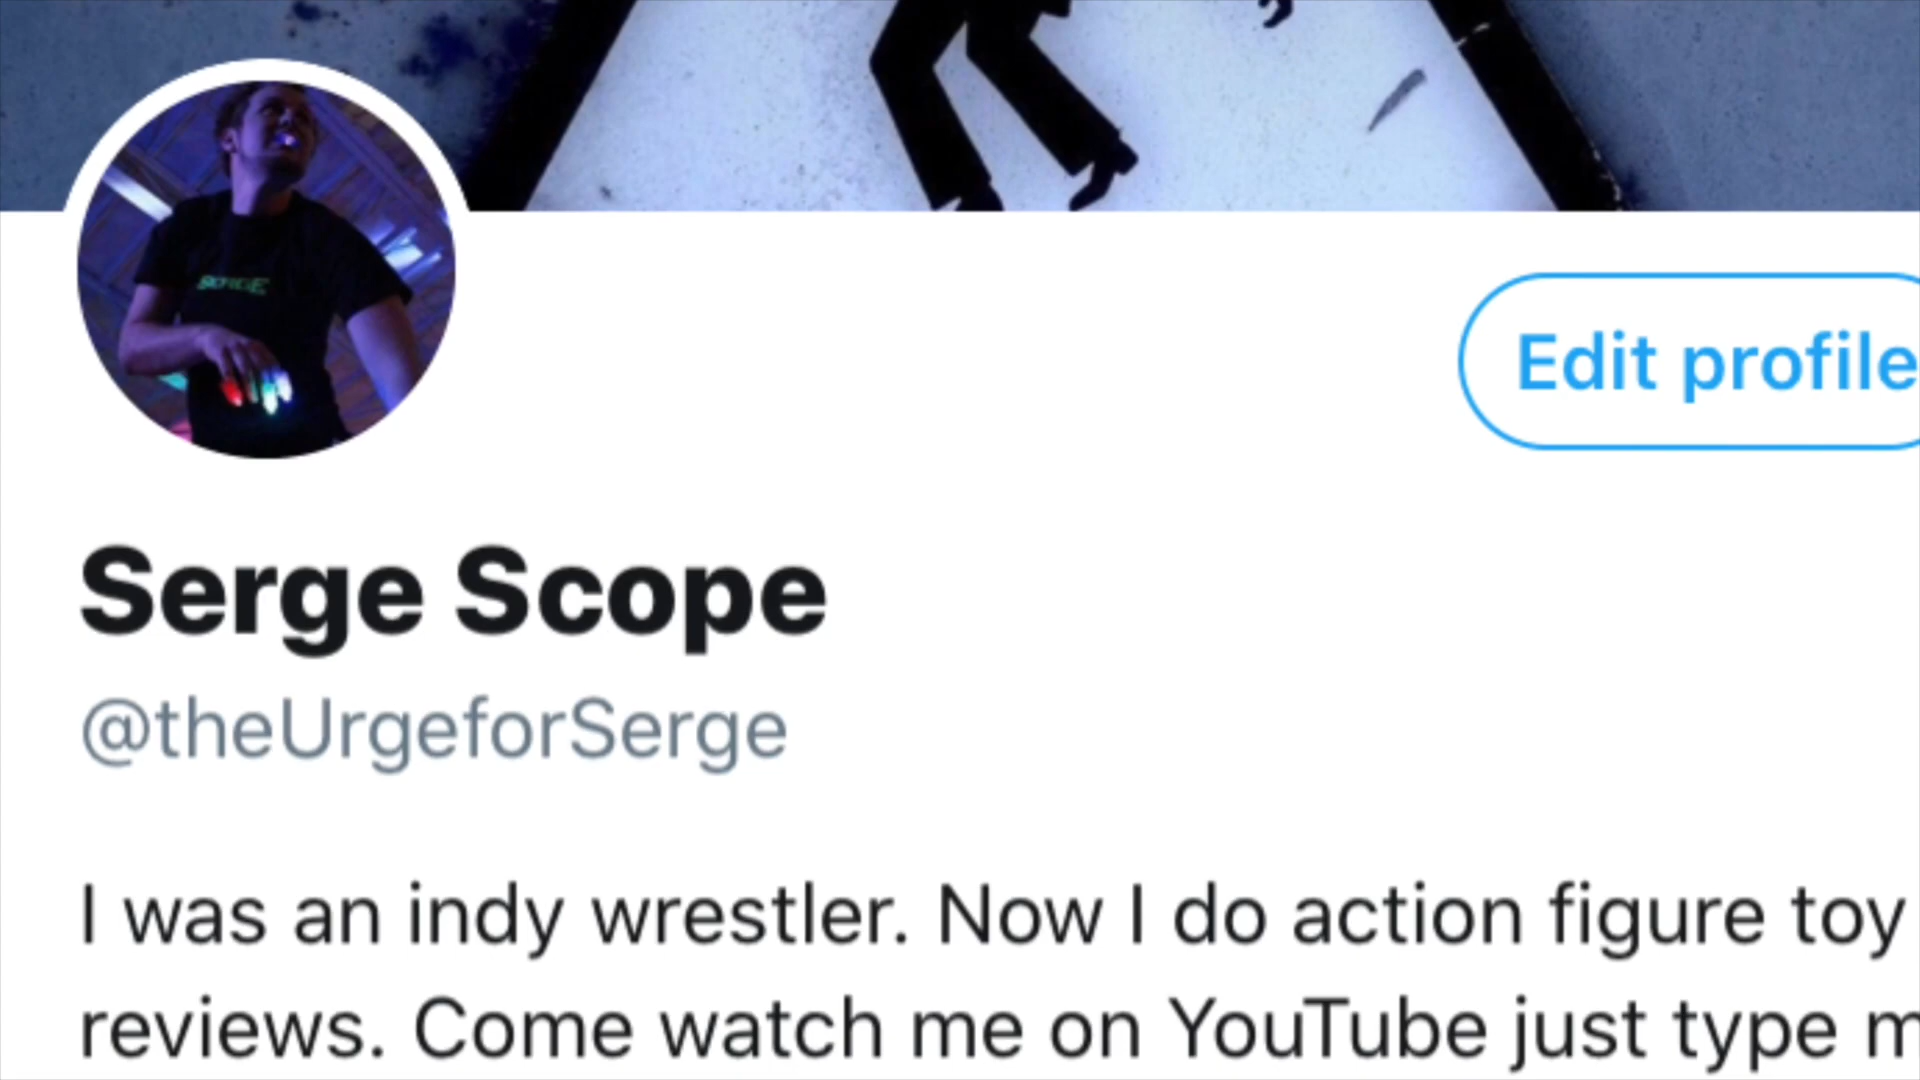 SERGE
Edit profile
Serge Scope
@theUrgeforSerge
I was an indy wrestler. Now I do action figure toy
reviews. Come watch me on YouTube just type m